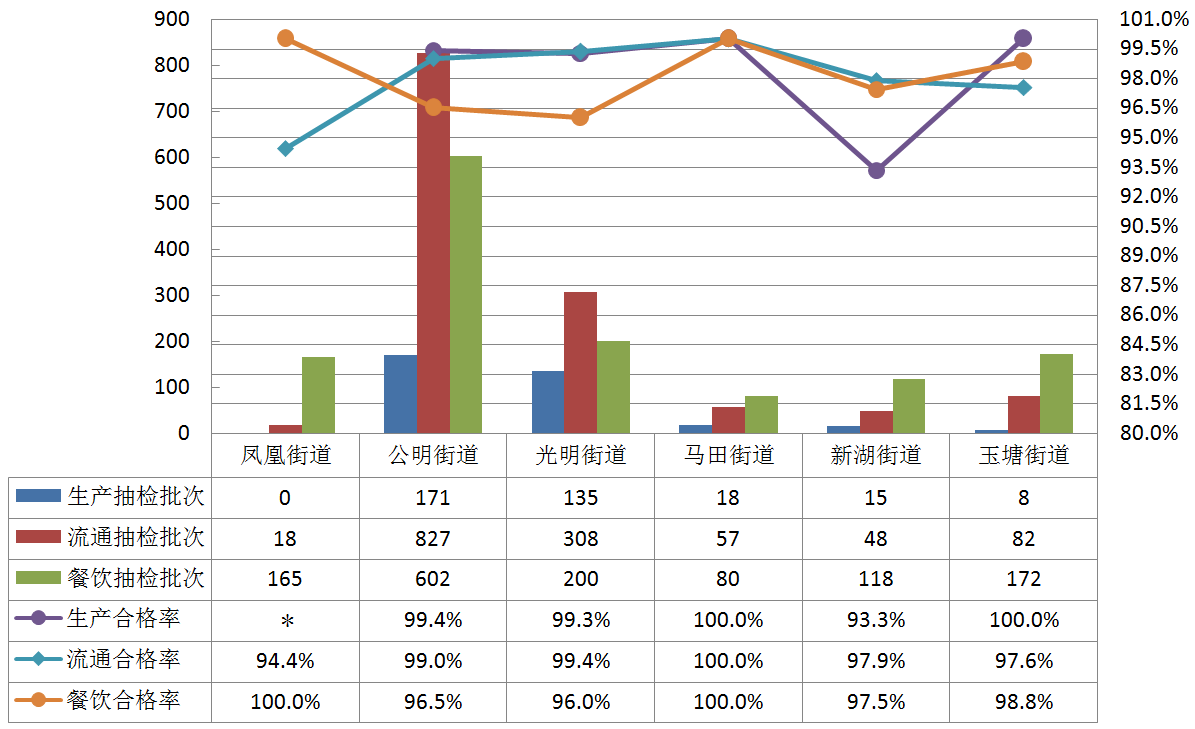 900 101.0%
800 99.5%
700 98.0%
600 96.5%
500 95.0%
400 93.5%
300 92.0%
200 90.5%
100 89.0%
0 87.5%
86.0%
84.5%
83.0%
81.5%
80.0%
凤凰街道 公明街道 光明街道 马田街道 新湖街道 玉塘街道
生产抽检批次 0 171 135 18 15 8
流通抽检批次 18 827 308 57 48 82
餐饮抽检批次 165 602 200 80 118 172
生产合格率 * 99.4% 99.3% 100.0% 93.3% 100.0%
流通合格率 94.4% 99.0% 99.4% 100.0% 97.9% 97.6%
餐饮合格率 100.0% 96.5% 96.0% 100.0% 97.5% 98.8%